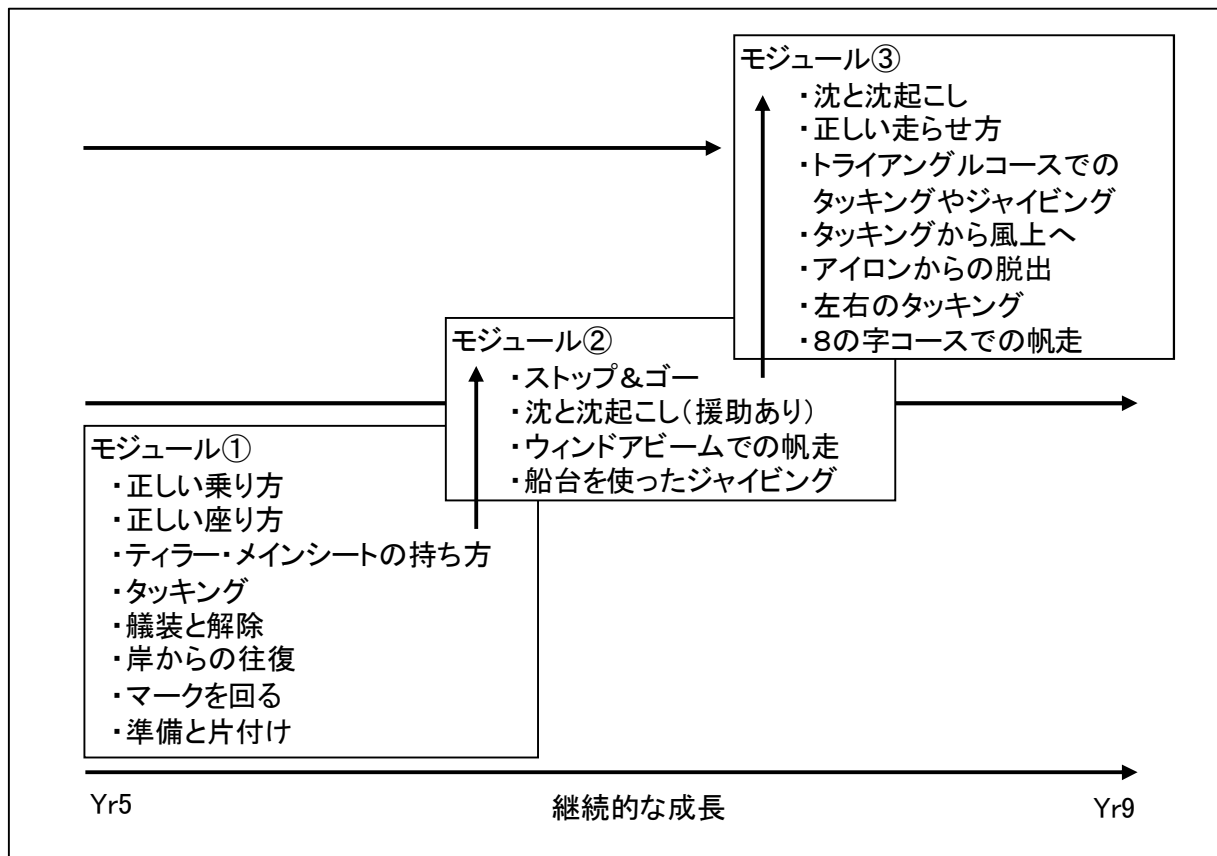 モジュール③
・沈と沈起こし
・正しい走らせ方
・トライアングルコースでの
タッキングやジャイビング
・タッキングから風上へ
・アイロンからの脱出
・左右のタッキング
・8の字コースでの帆走
モジュール②
・ストップ&ゴー
・沈と沈起こし(援助あり)
・ウィンドアビームでの帆走
・船台を使ったジャイビング
モジュール①
・正しい乗り方
・正しい座り方
・ティラー・メインシートの持ち方
・タッキング
・艤装と解除
・岸からの往復
・マークを回る
・準備と片付け
Yr5 継続的な成長 Yr9